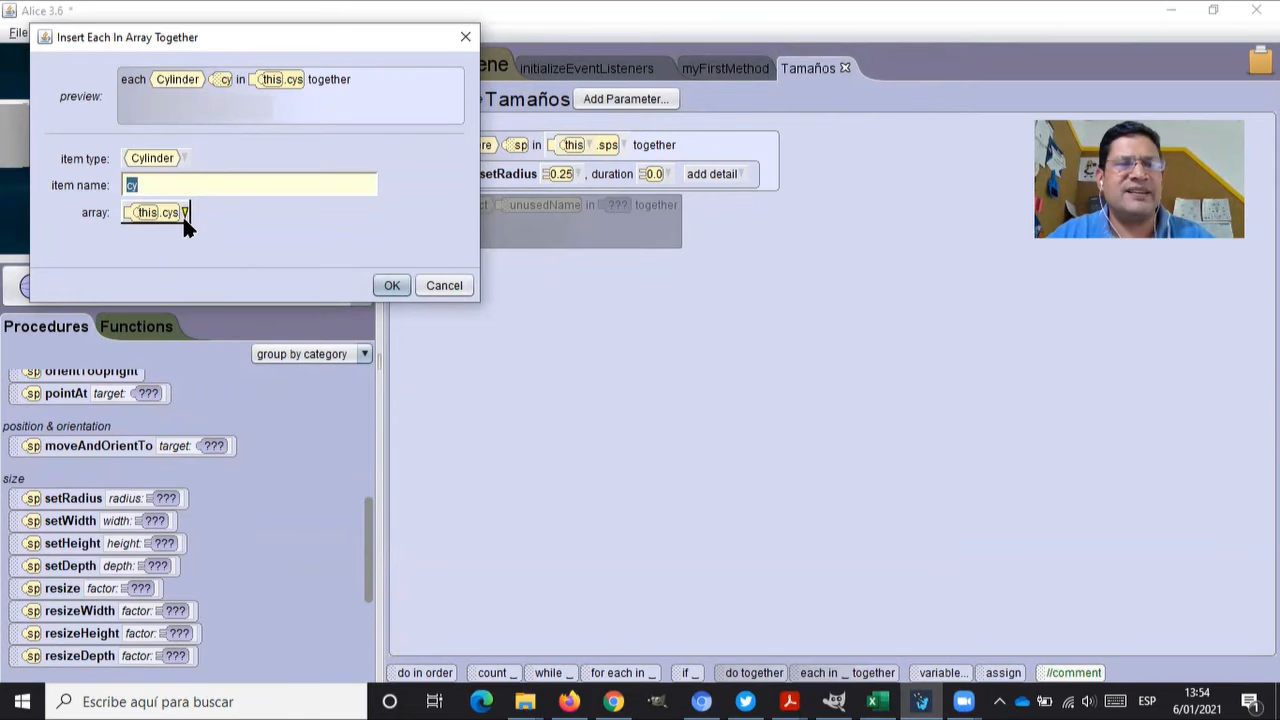 Alice 3.6 *
File
Insert Each In Array Together
preview:
each Cylinder cy in this .cys together
item type: Cylinder
item name: cy
array: this .cys
OK Cancel
ene initializeEventListeners myFirstMethod Tamaños
Tamaños Add Parameter...
sp in this .sps together
setRadius 0.25 , duration 0.0 add detail
unusedName in ??? together
Procedures Functions
group by category
sp orientToUpright
sp pointAt target: ???
position & orientation
sp moveAndOrientTo target: ???
size
sp setRadius radius: ???
sp setWidth width: ???
sp setHeight height: ???
sp setDepth depth: ???
sp resize factor: ???
sp resizeWidth factor: ???
sp resizeHeight factor: ???
sp resizeDepth factor: ???
do in order count _ while _ for each in _ if _ do together each in _ together variable... assign //comment
Escribe aquí para buscar
ESP
13:54
6/01/2021